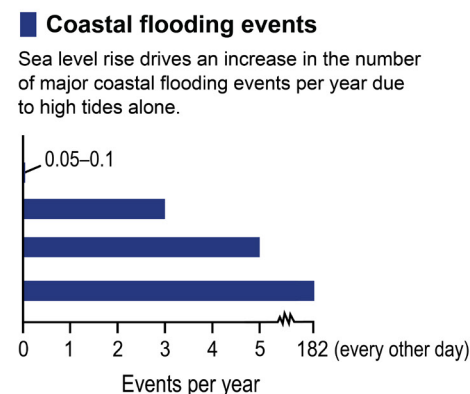 Coastal flooding events
Sea level rise drives an increase in the number
of major coastal flooding events per year due
to high tides alone.
0.05–0.1
0 1 2 3 4 5 182 (every other day)
Events per year